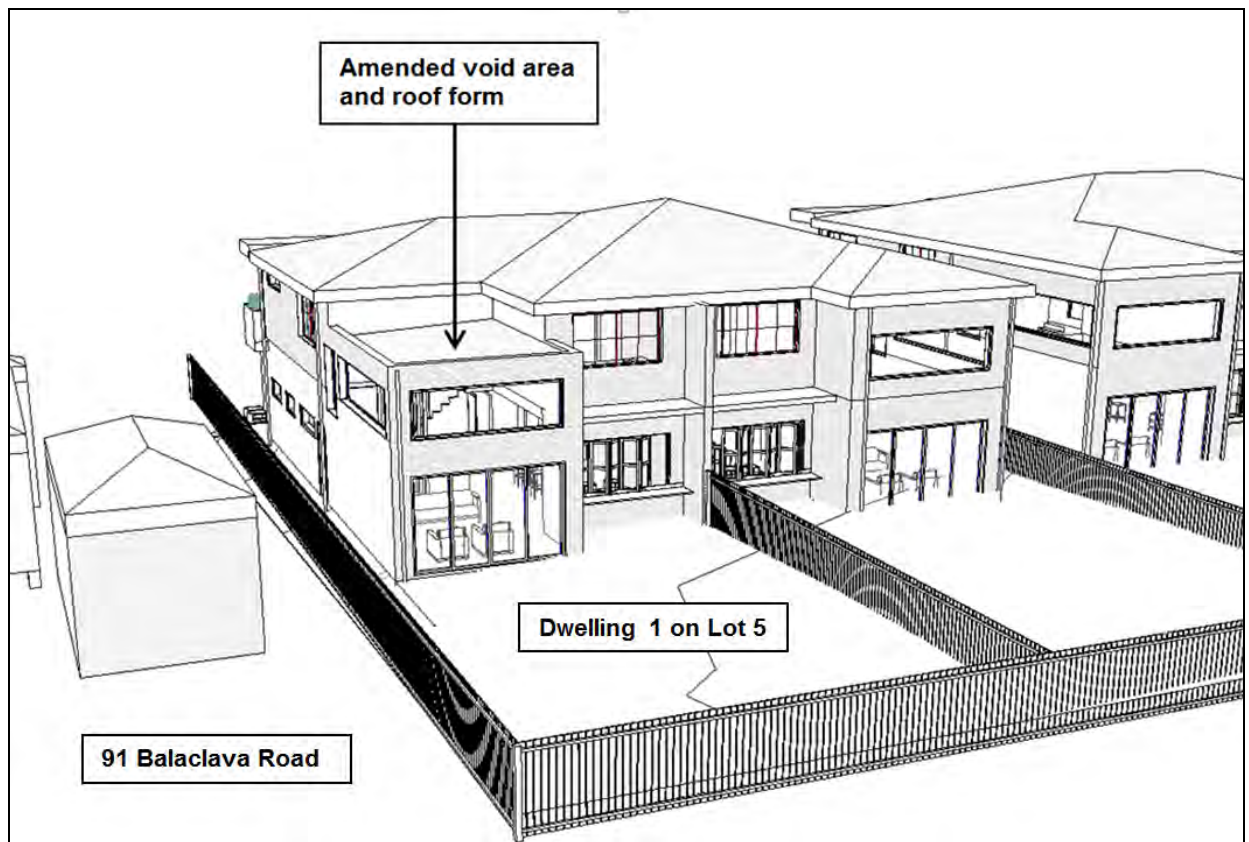 Amended void area
and roof form
Dwelling 1 on Lot 5
91 Balaclava Road